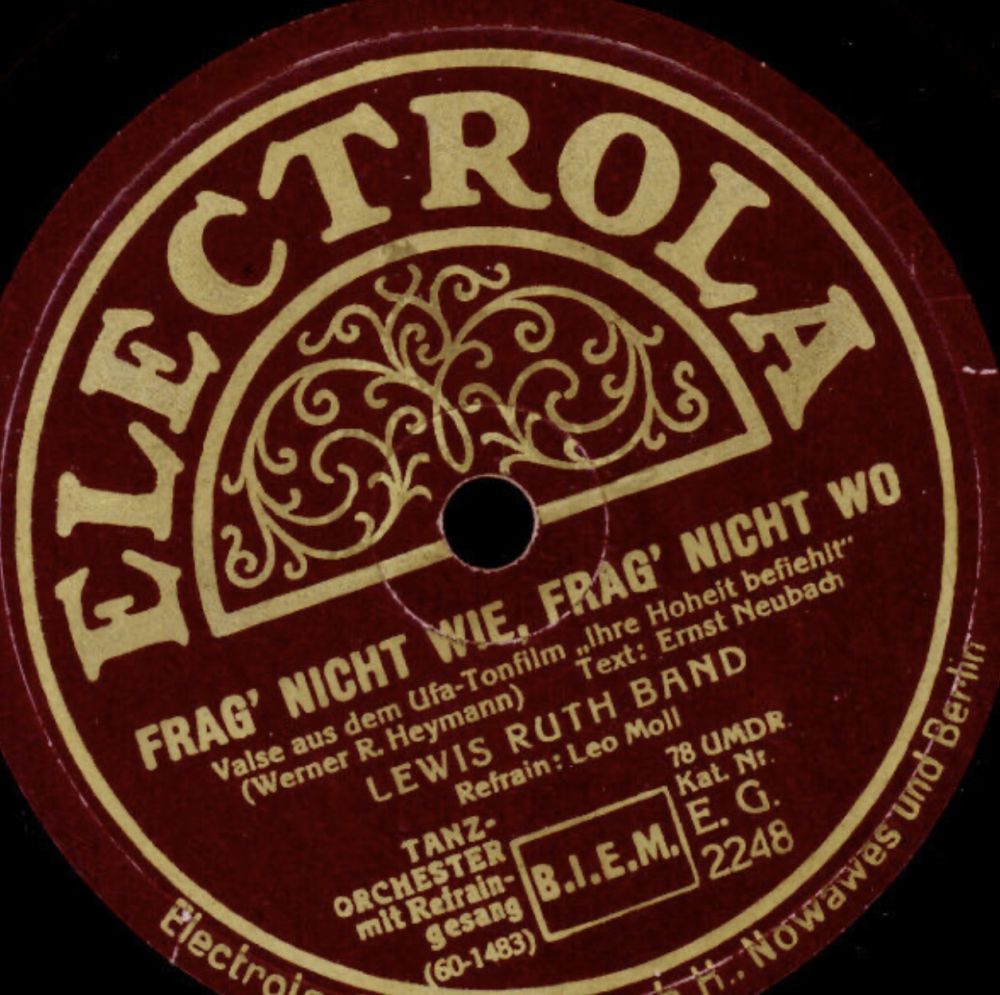 ELECTROLA
FRAG' NICHT WIE, FRAG' NICHT WO
Valse aus dem Ufa-Tonfilm „Ihre Hoheit befiehlt“
(Werner R. Heymann) Text: Ernst Neubach
LEWIS RUTH BAND
Refrain: Leo Moll
TANZ-
ORCHESTER
mit Refrain-
gesang
(60-1483)
B.I.E.M.
78 UMDR.
Kat. Nr.
E. G.
2248
H., Nowawes und Berlin